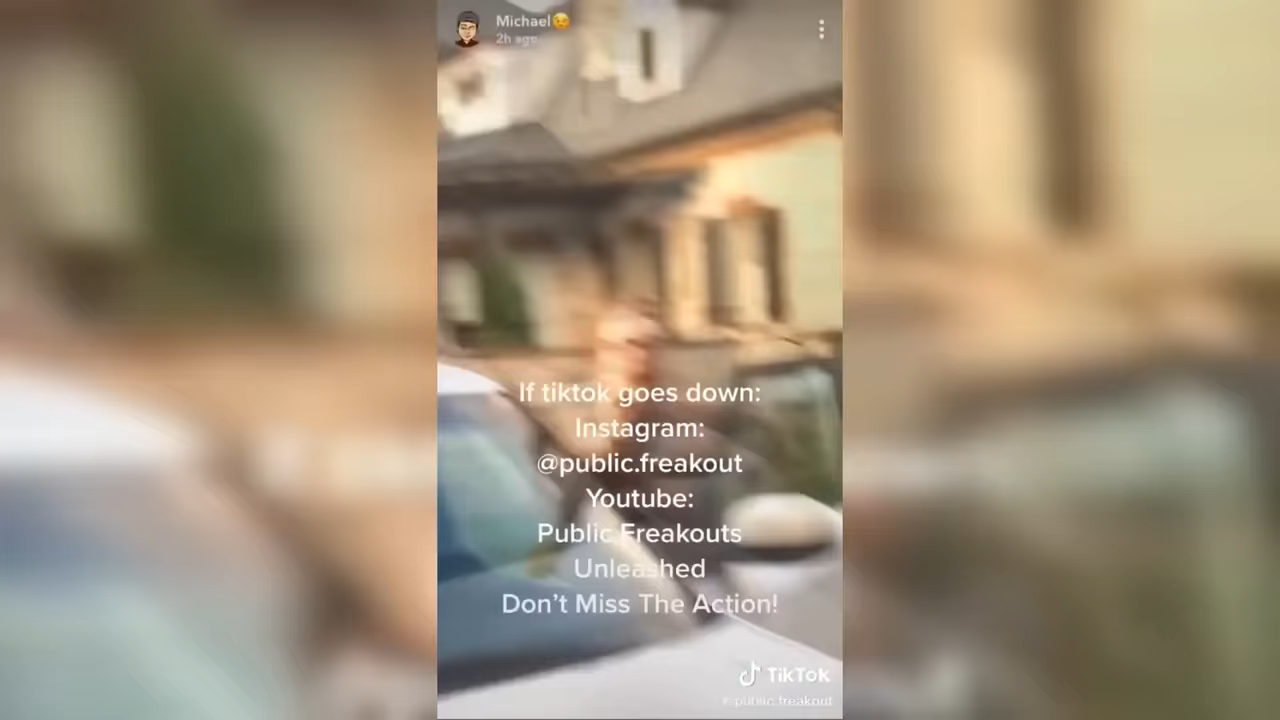 Michael😉
2h ago
If tiktok goes down:
Instagram:
@public.freakout
Youtube:
Public Freakouts
Unleashed
Don't Miss The Action!
TikTok
@public.freakout